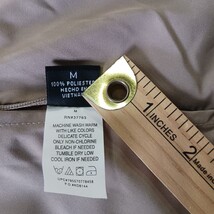 M
100% POLIESTER
HECHO EN
VIETNAM
M
MACHINE WASH WARM
WITH LIKE COLORS
DELICATE CYCLE
ONLY NON-CHLORINE
BLEACH IF NEEDED
TUMBLE DRY LOW
COOL IRON IF NEEDED
1
INCHES
2